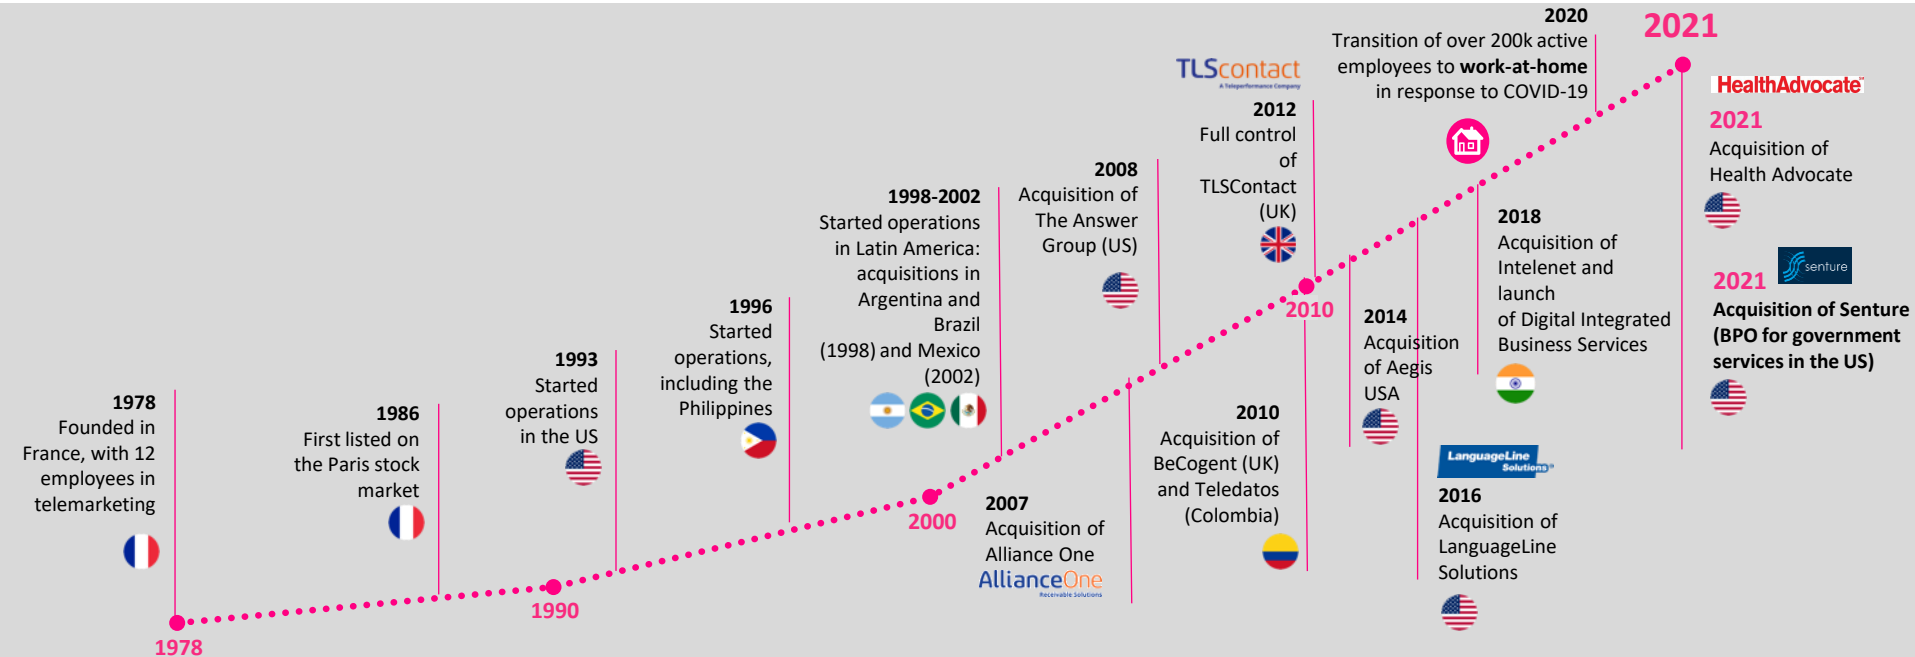 1978
Founded in
France, with 12
employees in
telemarketing
1978
1986
First listed on
the Paris stock
market
1990
1993
Started
operations
in the US
1996
Started
operations,
including the
Philippines
1998-2002
Started operations
in Latin America:
acquisitions in
Argentina and
Brazil
(1998) and Mexico
(2002)
2000
2007
Acquisition of
Alliance One
AllianceOne
Receivable Solutions
2008
Acquisition of
The Answer
Group (US)
2010
2010
Acquisition of
BeCogent (UK)
and Teledatos
(Colombia)
TLScontact
A Teleperformance Company
2012
Full control
of
TLSContact
(UK)
2014
Acquisition
of Aegis
USA
LanguageLine
Solutions
2016
Acquisition of
LanguageLine
Solutions
2018
Acquisition of
Intelenet and
launch
of Digital Integrated
Business Services
2020
Transition of over 200k active
employees to work-at-home
in response to COVID-19
2021
HealthAdvocate
2021
Acquisition of
Health Advocate
senture
2021
Acquisition of Senture
(BPO for government
services in the US)